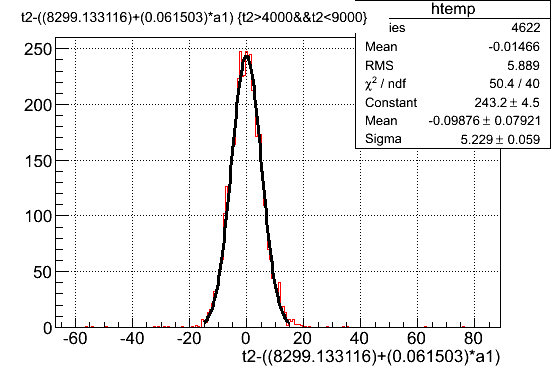 t2-((8299.133116)+(0.061503)*a1) {t2>4000&&t2<9000}
htemp
ies 4622
Mean -0.01466
RMS 5.889
χ² / ndf 50.4 / 40
Constant 243.2 ± 4.5
Mean -0.09876 ± 0.07921
Sigma 5.229 ± 0.059
250
200
150
100
50
0
-60 -40 -20 0 20 40 60 80
t2-((8299.133116)+(0.061503)*a1)